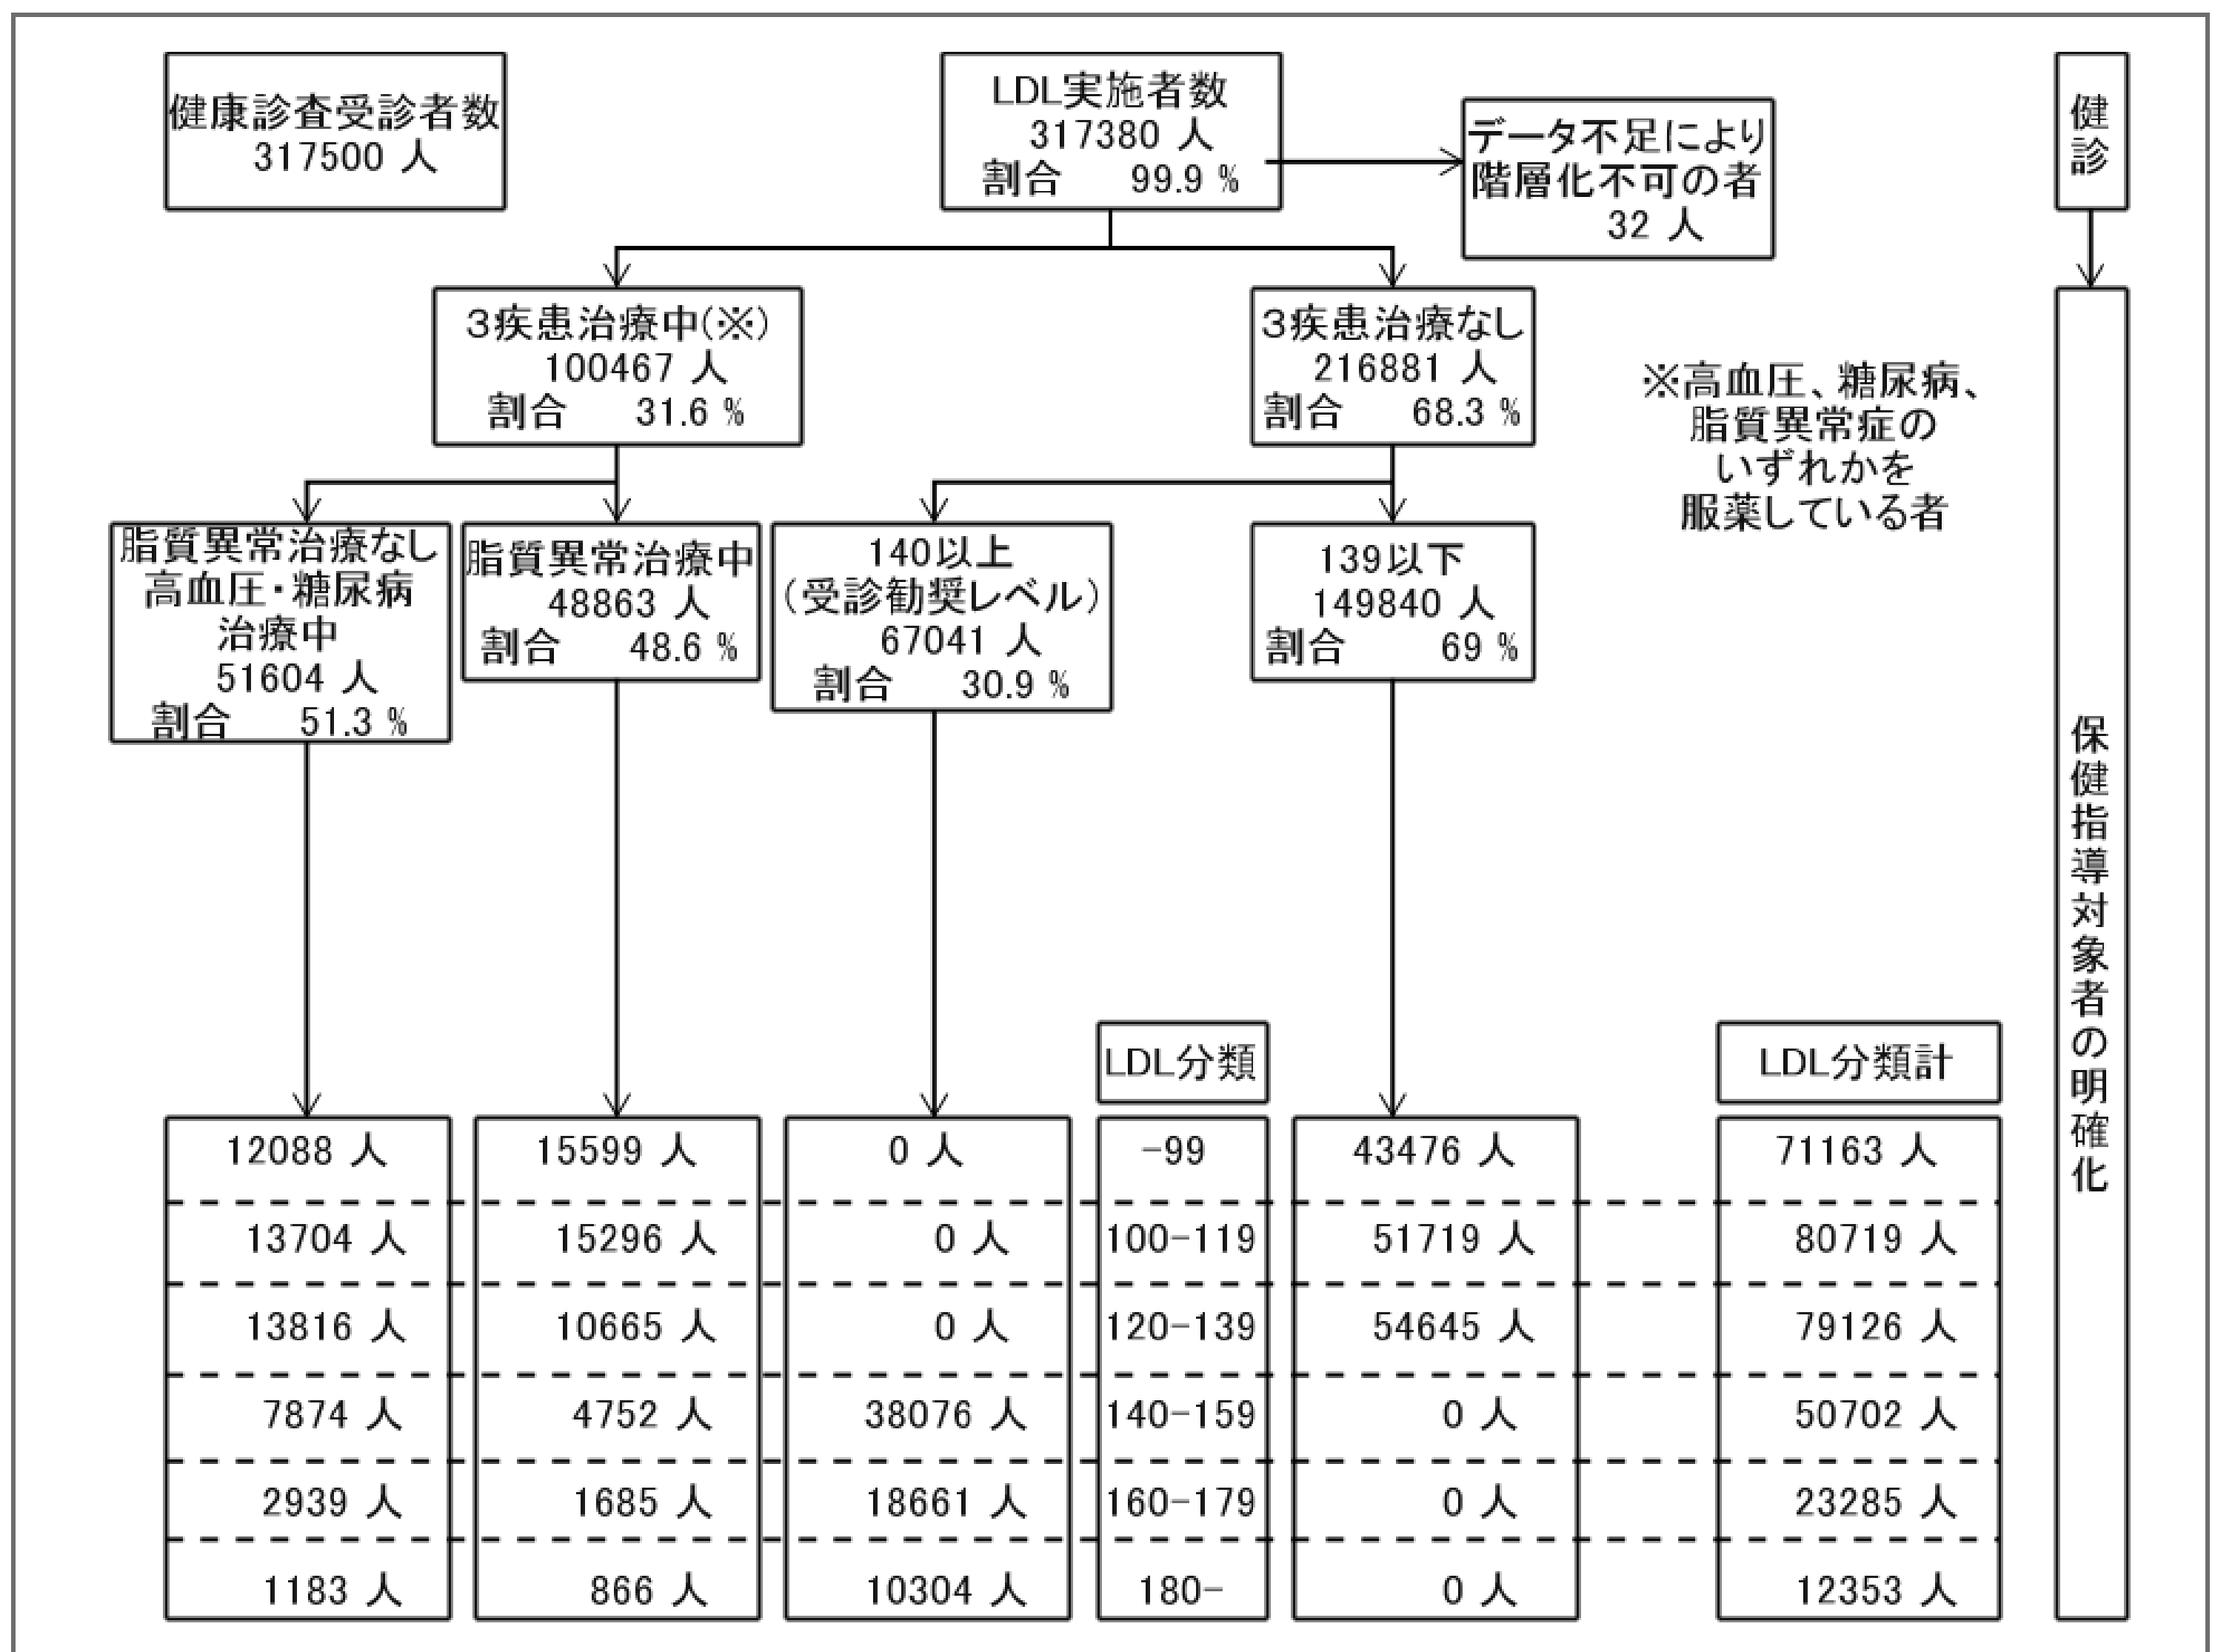 健康診査受診者数
317500 人
LDL実施者数
317380 人
割合 99.9 %
データ不足により
階層化不可の者
32 人
健診
3疾患治療中(※)
100467 人
割合 31.6 %
3疾患治療なし
216881 人
割合 68.3 %
※高血圧、糖尿病、
脂質異常症の
いずれかを
服薬している者
脂質異常治療なし
高血圧・糖尿病
治療中
51604 人
割合 51.3 %
脂質異常治療中
48863 人
割合 48.6 %
140以上
(受診勧奨レベル)
67041 人
割合 30.9 %
139以下
149840 人
割合 69 %
保健指導対象者の明確化
LDL分類
LDL分類計
12088 人 15599 人 0 人 -99 43476 人 71163 人
13704 人 15296 人 0 人 100-119 51719 人 80719 人
13816 人 10665 人 0 人 120-139 54645 人 79126 人
7874 人 4752 人 38076 人 140-159 0 人 50702 人
2939 人 1685 人 18661 人 160-179 0 人 23285 人
1183 人 866 人 10304 人 180- 0 人 12353 人